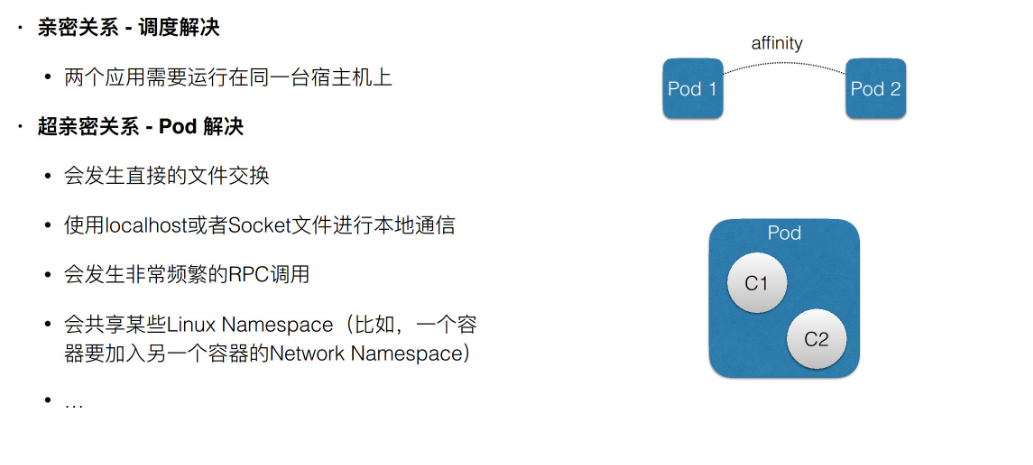 · 亲密关系 - 调度解决
• 两个应用需要运行在同一台宿主机上
· 超亲密关系 - Pod 解决
• 会发生直接的文件交换
• 使用localhost或者Socket文件进行本地通信
• 会发生非常频繁的RPC调用
• 会共享某些Linux Namespace（比如，一个容
器要加入另一个容器的Network Namespace）
• …
affinity
Pod 1
Pod 2
Pod
C1
C2